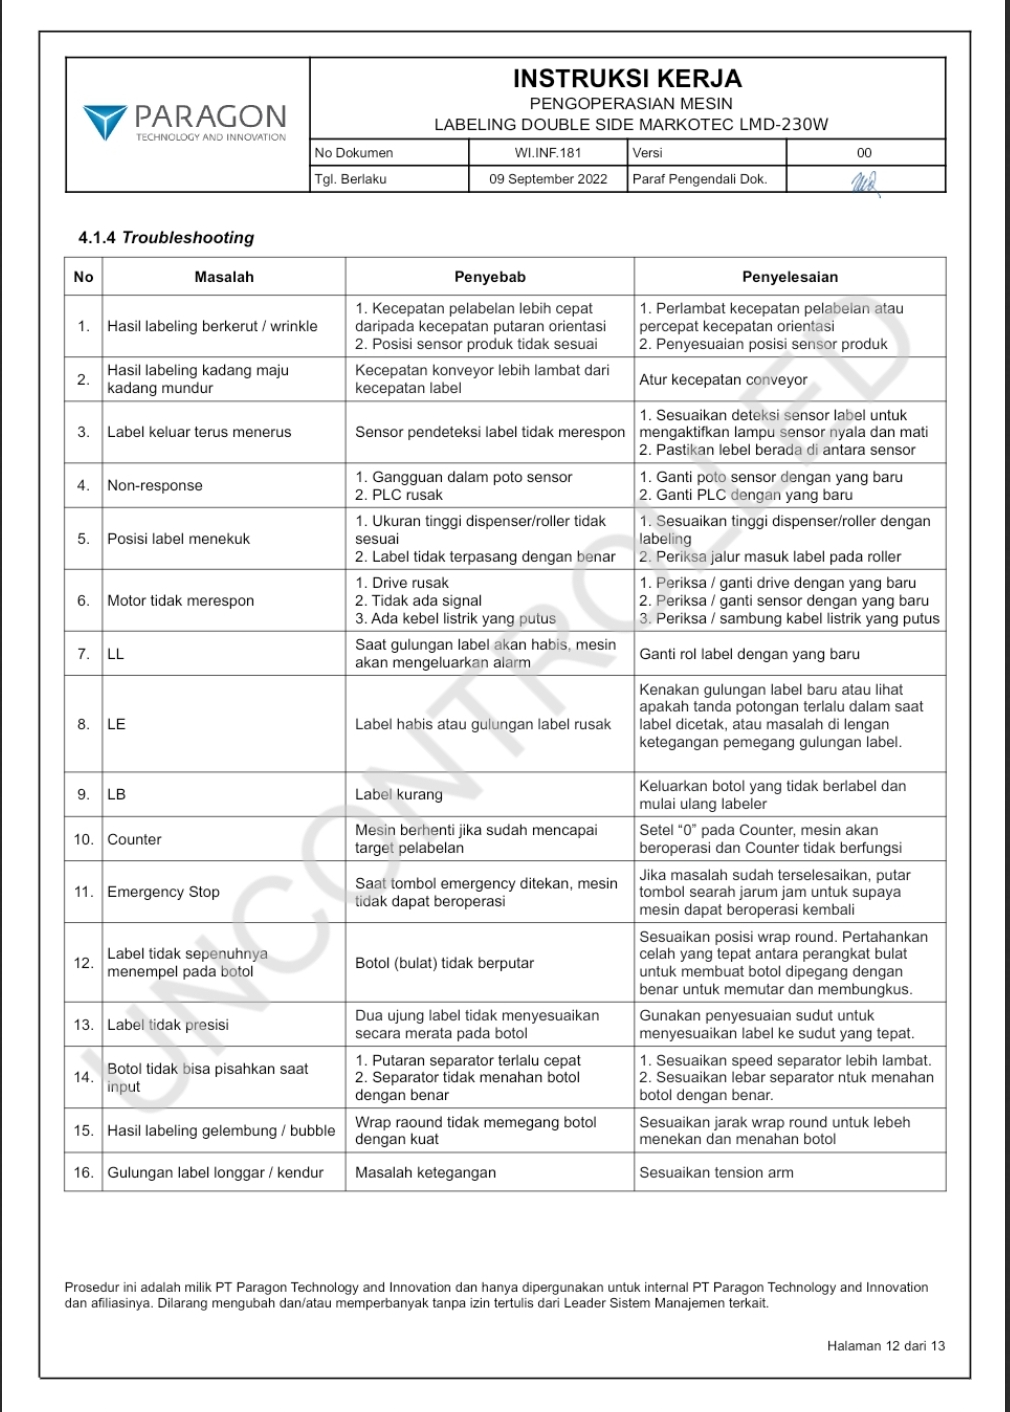 PARAGON
TECHNOLOGY AND INNOVATION
INSTRUKSI KERJA
PENGOPERASIAN MESIN
LABELING DOUBLE SIDE MARKOTEC LMD-230W
No Dokumen WI.INF.181 Versi 00
Tgl. Berlaku 09 September 2022 Paraf Pengendali Dok.
4.1.4 Troubleshooting
No Masalah Penyebab Penyelesaian
1. Hasil labeling berkerut / wrinkle
1. Kecepatan pelabelan lebih cepat
daripada kecepatan putaran orientasi
2. Posisi sensor produk tidak sesuai
1. Perlambat kecepatan pelabelan atau
percepat kecepatan orientasi
2. Penyesuaian posisi sensor produk
2. Hasil labeling kadang maju
kadang mundur
Kecepatan konveyor lebih lambat dari
kecepatan label
Atur kecepatan conveyor
3. Label keluar terus menerus
Sensor pendeteksi label tidak merespon
1. Sesuaikan deteksi sensor label untuk
mengaktifkan lampu sensor nyala dan mati
2. Pastikan lebel berada di antara sensor
4. Non-response
1. Gangguan dalam poto sensor
2. PLC rusak
1. Ganti poto sensor dengan yang baru
2. Ganti PLC dengan yang baru
5. Posisi label menekuk
1. Ukuran tinggi dispenser/roller tidak
sesuai
2. Label tidak terpasang dengan benar
1. Sesuaikan tinggi dispenser/roller dengan
labeling
2. Periksa jalur masuk label pada roller
6. Motor tidak merespon
1. Drive rusak
2. Tidak ada signal
3. Ada kebel listrik yang putus
1. Periksa / ganti drive dengan yang baru
2. Periksa / ganti sensor dengan yang baru
3. Periksa / sambung kabel listrik yang putus
7. LL
Saat gulungan label akan habis, mesin
akan mengeluarkan alarm
Ganti rol label dengan yang baru
8. LE
Label habis atau gulungan label rusak
Kenakan gulungan label baru atau lihat
apakah tanda potongan terlalu dalam saat
label dicetak, atau masalah di lengan
ketegangan pemegang gulungan label.
9. LB
Label kurang
Keluarkan botol yang tidak berlabel dan
mulai ulang labeler
10. Counter
Mesin berhenti jika sudah mencapai
target pelabelan
Setel “0” pada Counter, mesin akan
beroperasi dan Counter tidak berfungsi
11. Emergency Stop
Saat tombol emergency ditekan, mesin
tidak dapat beroperasi
Jika masalah sudah terselesaikan, putar
tombol searah jarum jam untuk supaya
mesin dapat beroperasi kembali
12. Label tidak sepenuhnya
menempel pada botol
Botol (bulat) tidak berputar
Sesuaikan posisi wrap round. Pertahankan
celah yang tepat antara perangkat bulat
untuk membuat botol dipegang dengan
benar untuk memutar dan membungkus.
13. Label tidak presisi
Dua ujung label tidak menyesuaikan
secara merata pada botol
Gunakan penyesuaian sudut untuk
menyesuaikan label ke sudut yang tepat.
14. Botol tidak bisa pisahkan saat
input
1. Putaran separator terlalu cepat
2. Separator tidak menahan botol
dengan benar
1. Sesuaikan speed separator lebih lambat.
2. Sesuaikan lebar separator ntuk menahan
botol dengan benar.
15. Hasil labeling gelembung / bubble
Wrap raound tidak memegang botol
dengan kuat
Sesuaikan jarak wrap round untuk lebeh
menekan dan menahan botol
16. Gulungan label longgar / kendur
Masalah ketegangan
Sesuaikan tension arm
UNCONTROLLED
Prosedur ini adalah milik PT Paragon Technology and Innovation dan hanya dipergunakan untuk internal PT Paragon Technology and Innovation
dan afiliasinya. Dilarang mengubah dan/atau memperbanyak tanpa izin tertulis dari Leader Sistem Manajemen terkait.
Halaman 12 dari 13